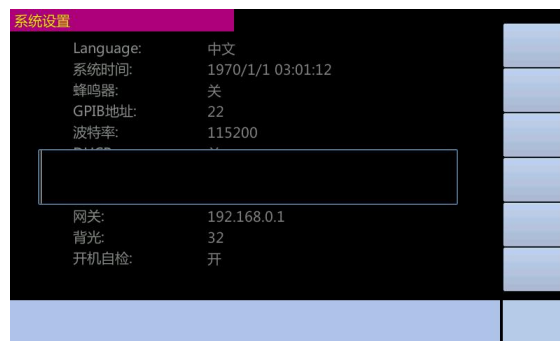 系统设置
Language: 中文
系统时间: 1970/1/1 03:01:12
蜂鸣器: 关
GPIB地址: 22
波特率: 115200
网关: 192.168.0.1
背光: 32
开机自检: 开